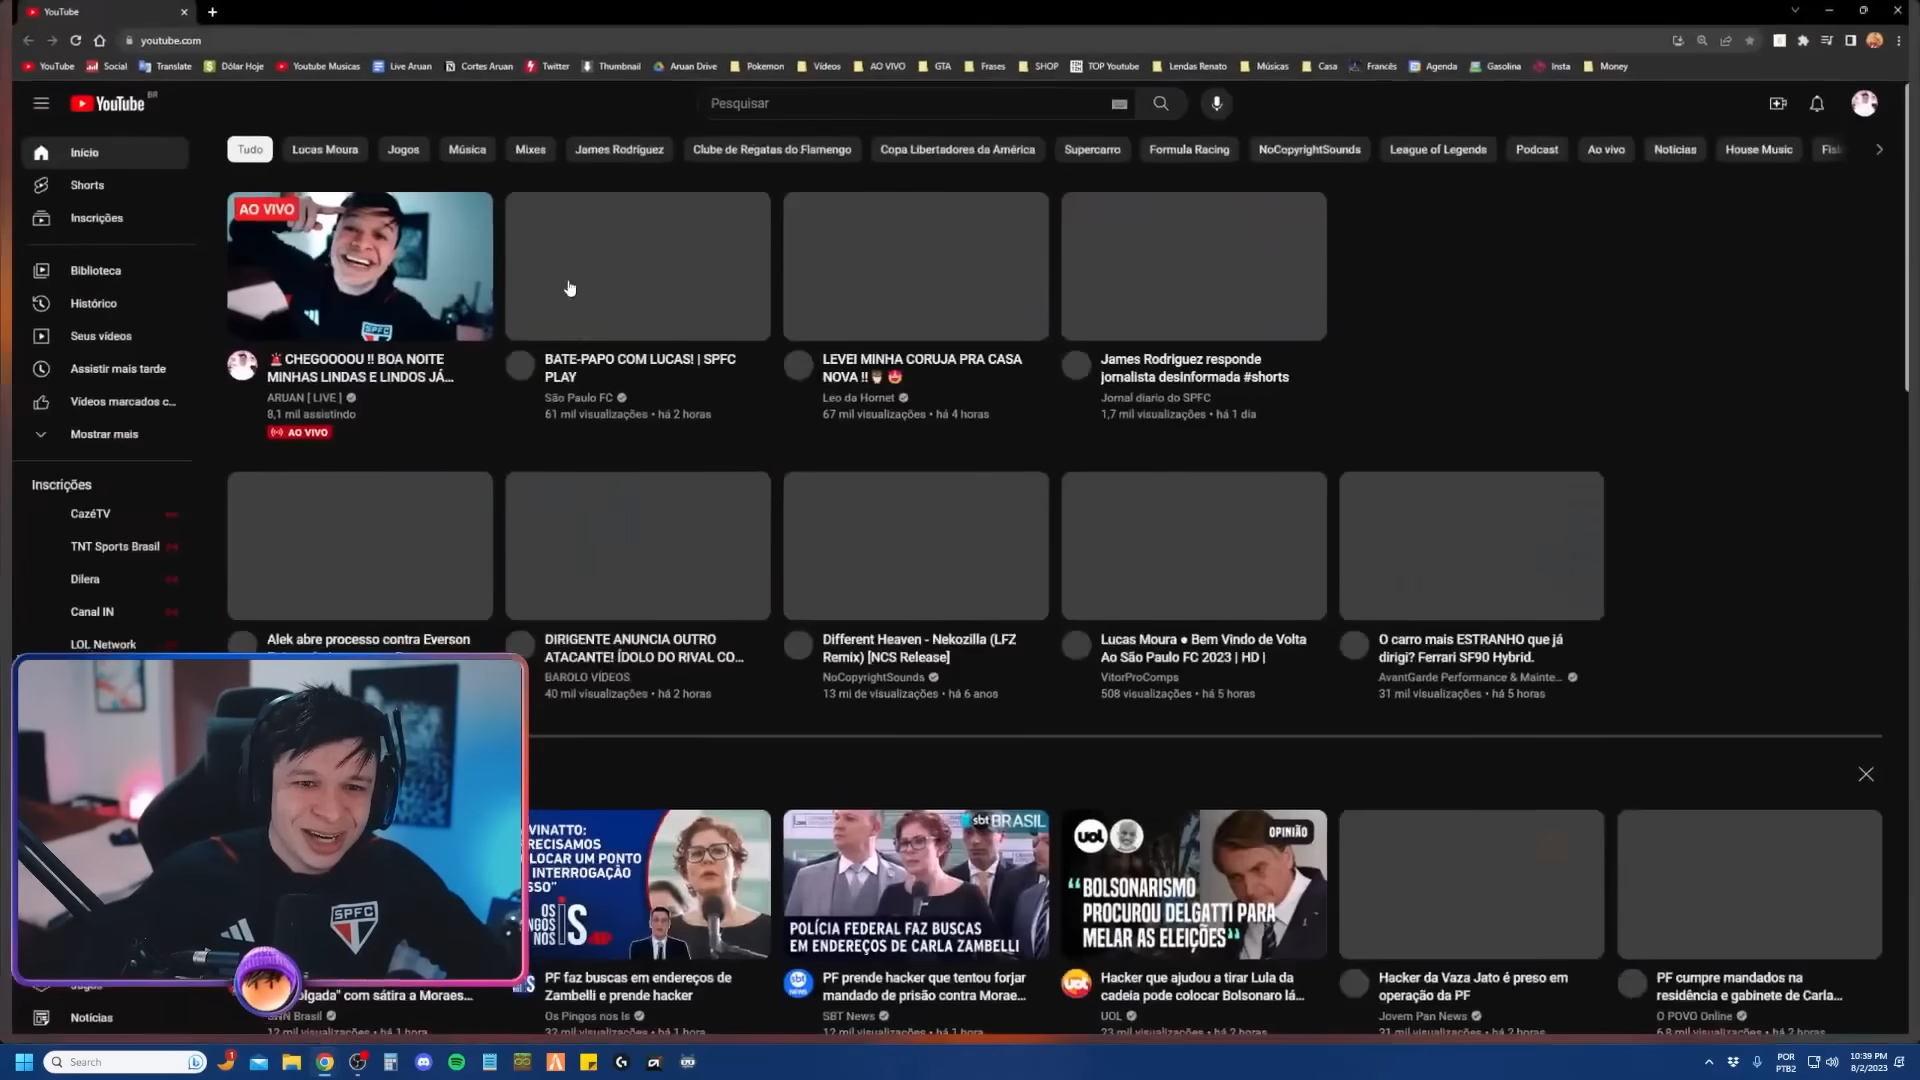 YouTube
youtube.com
YouTube
Social
Translate
Dólar Hoje
Youtube Musicas
Live Aruan
Cortes Aruan
Twitter
Thumbnail
Aruan Drive
Pokemon
Vídeos
AO VIVO
GTA
Frases
SHOP
TOP Youtube
Lendas Renato
Músicas
Casa
Francês
Agenda
Gasolina
Insta
Money
YouTube BR
Pesquisar
Tudo
Lucas Moura
Jogos
Música
Mixes
James Rodríguez
Clube de Regatas do Flamengo
Copa Libertadores da América
Supercarro
Formula Racing
NoCopyrightSounds
League of Legends
Podcast
Ao vivo
Notícias
House Music
Início
Shorts
Inscrições
Biblioteca
Histórico
Seus vídeos
Assistir mais tarde
Vídeos marcados c...
Mostrar mais
Inscrições
CazéTV
TNT Sports Brasil
Dilera
Canal IN
LOL Network
Notícias
AO VIVO
SPFC
CHEGOOOOU !! BOA NOITE
MINHAS LINDAS E LINDOS JÁ...
ARUAN [ LIVE ]
8,1 mil assistindo
AO VIVO
BATE-PAPO COM LUCAS! | SPFC
PLAY
São Paulo FC
61 mil visualizações • há 2 horas
LEVEI MINHA CORUJA PRA CASA
NOVA !!
Leo da Hornet
67 mil visualizações • há 4 horas
James Rodriguez responde
jornalista desinformada #shorts
Jornal diario do SPFC
1,7 mil visualizações • há 1 dia
Alek abre processo contra Everson
DIRIGENTE ANUNCIA OUTRO
ATACANTE! ÍDOLO DO RIVAL CO...
BAROLO VÍDEOS
40 mil visualizações • há 2 horas
Different Heaven - Nekozilla (LFZ
Remix) [NCS Release]
NoCopyrightSounds
13 mi de visualizações • há 6 anos
Lucas Moura ● Bem Vindo de Volta
Ao São Paulo FC 2023 | HD |
VitorProComps
508 visualizações • há 5 horas
O carro mais ESTRANHO que já
dirigi? Ferrari SF90 Hybrid.
AvantGarde Performance & Mainte...
31 mil visualizações • há 5 horas
SPFC
VINATTO:
RECISAMOS
LOCAR UM PONTO
INTERROGAÇÃO
SSO"
OS
NGOS
NOS IS
sbt BRASIL
POLÍCIA FEDERAL FAZ BUSCAS
EM ENDEREÇOS DE CARLA ZAMBELLI
uol
OPINIÃO
"BOLSONARISMO
PROCUROU DELGATTI PARA
MELAR AS ELEIÇÕES"
olgada" com sátira a Moraes...
Brasil
12 mil visualizações • há 1 hora
PF faz buscas em endereços de
Zambelli e prende hacker
Os Pingos nos Is
32 mil visualizações • há 1 hora
sbt NEWS
PF prende hacker que tentou forjar
mandado de prisão contra Morae...
SBT News
12 mil visualizações • há 1 hora
uol
Hacker que ajudou a tirar Lula da
cadeia pode colocar Bolsonaro lá...
UOL
23 mil visualizações • há 2 horas
Hacker da Vaza Jato é preso em
operação da PF
Jovem Pan News
31 mil visualizações • há 2 horas
PF cumpre mandados na
residência e gabinete de Carla...
O POVO Online
6,8 mil visualizações • há 2 horas
Search
1
POR
PTB2
10:39 PM
8/2/2023